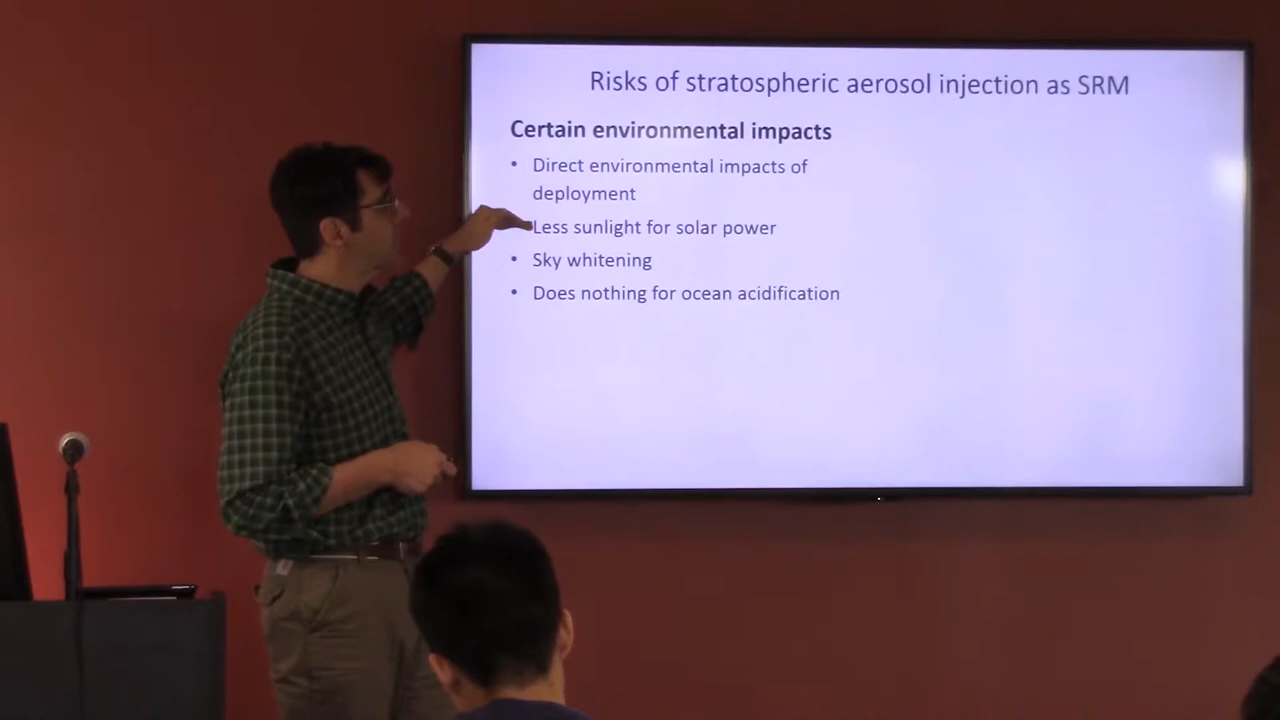 Risks of stratospheric aerosol injection as SRM
Certain environmental impacts
• Direct environmental impacts of
deployment
Less sunlight for solar power
• Sky whitening
• Does nothing for ocean acidification